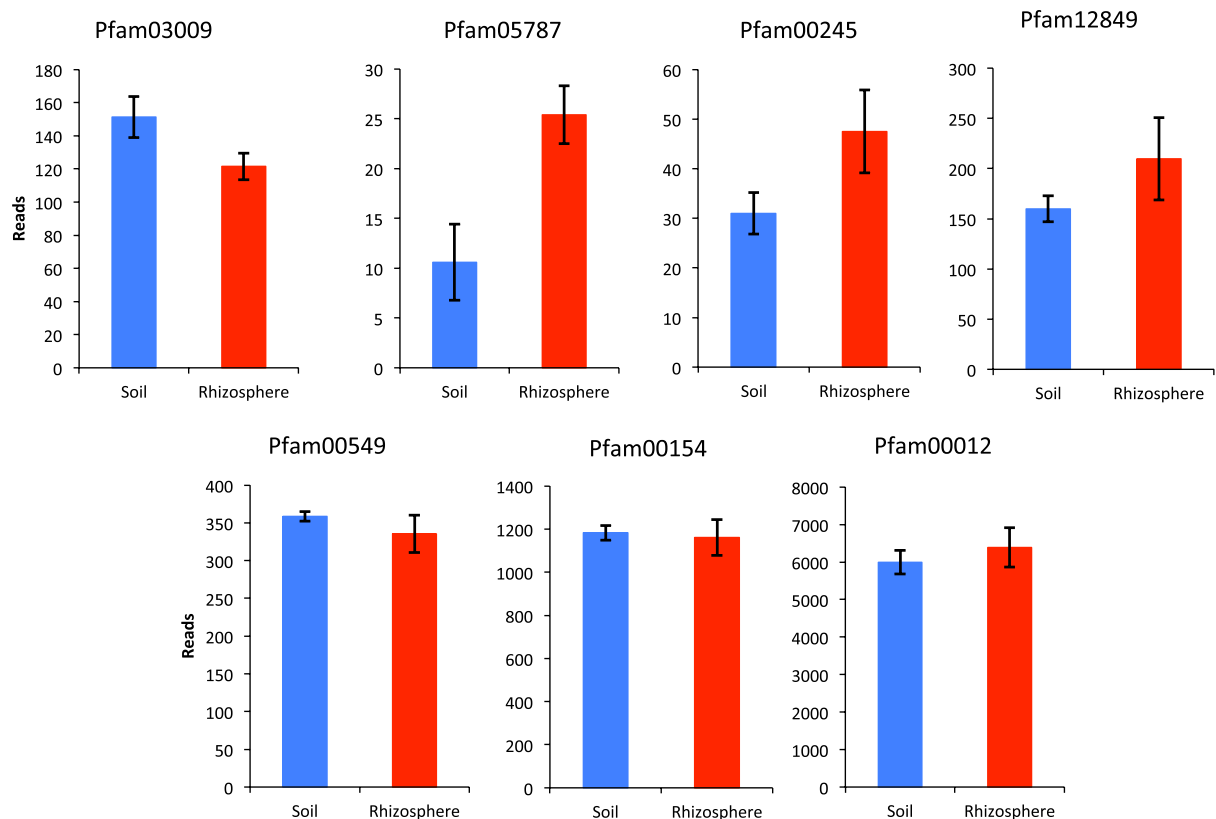 Pfam03009
Pfam05787
Pfam00245
Pfam12849
Reads
180
160
140
120
100
80
60
40
20
0
Soil
Rhizosphere
30
25
20
15
10
5
0
Soil
Rhizosphere
60
50
40
30
20
10
0
Soil
Rhizosphere
300
250
200
150
100
50
0
Soil
Rhizosphere
Pfam00549
Pfam00154
Pfam00012
Reads
400
350
300
250
200
150
100
50
0
Soil
Rhizosphere
1400
1200
1000
800
600
400
200
0
Soil
Rhizosphere
8000
7000
6000
5000
4000
3000
2000
1000
0
Soil
Rhizosphere